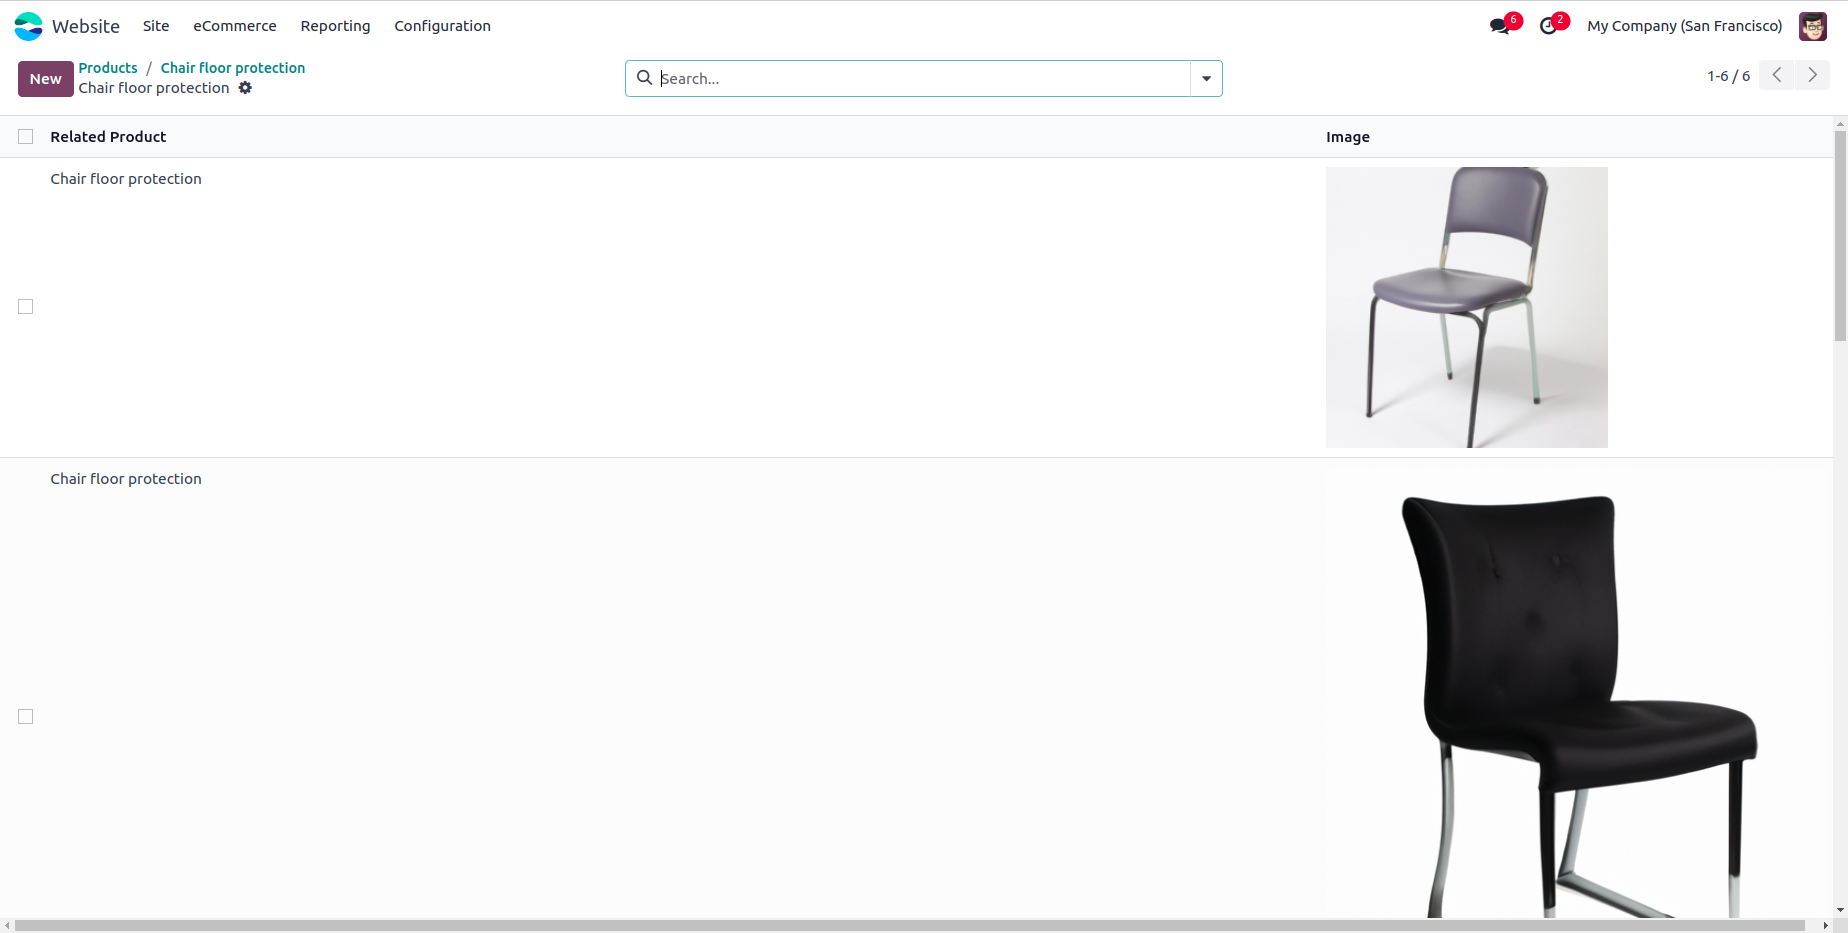 Website Site eCommerce Reporting Configuration 6 2 My Company (San Francisco)
New Products / Chair floor protection
Chair floor protection
Search...
1-6 / 6
Related Product Image
Chair floor protection
Chair floor protection